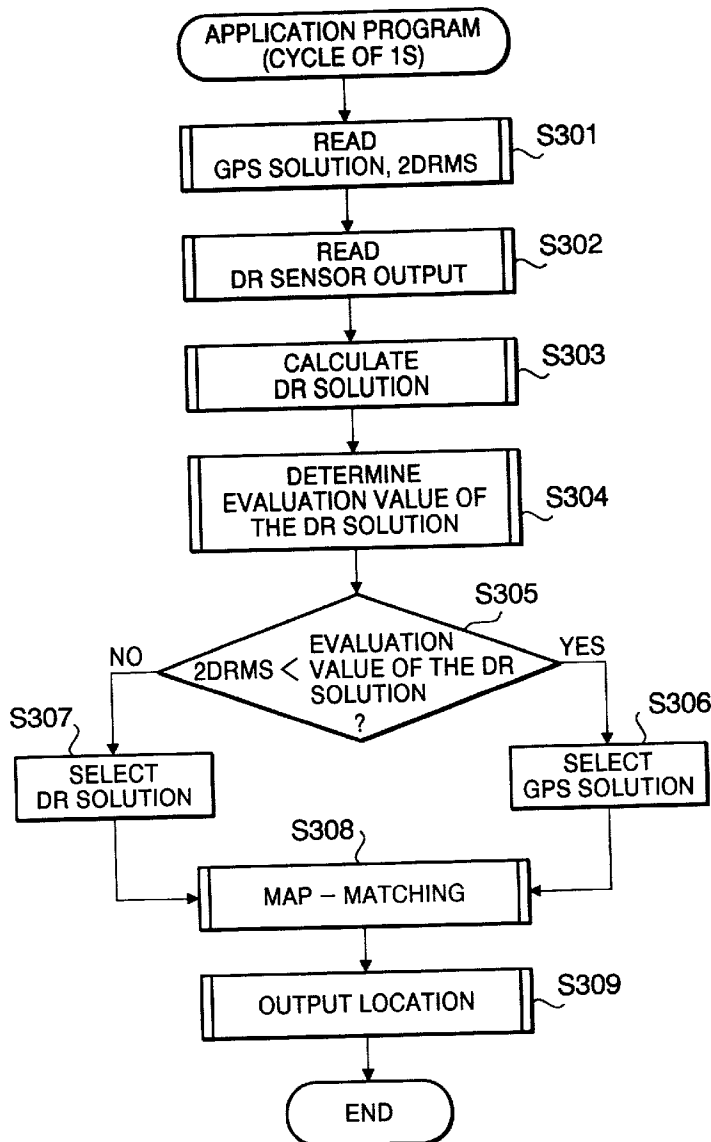 APPLICATION PROGRAM
(CYCLE OF 1S)
READ
GPS SOLUTION, 2DRMS
S301
READ
DR SENSOR OUTPUT
S302
CALCULATE
DR SOLUTION
S303
DETERMINE
EVALUATION VALUE OF
THE DR SOLUTION
S304
S305
2DRMS < EVALUATION
VALUE OF THE DR
SOLUTION
?
NO
YES
S307
SELECT
DR SOLUTION
S306
SELECT
GPS SOLUTION
S308
MAP – MATCHING
OUTPUT LOCATION
S309
END